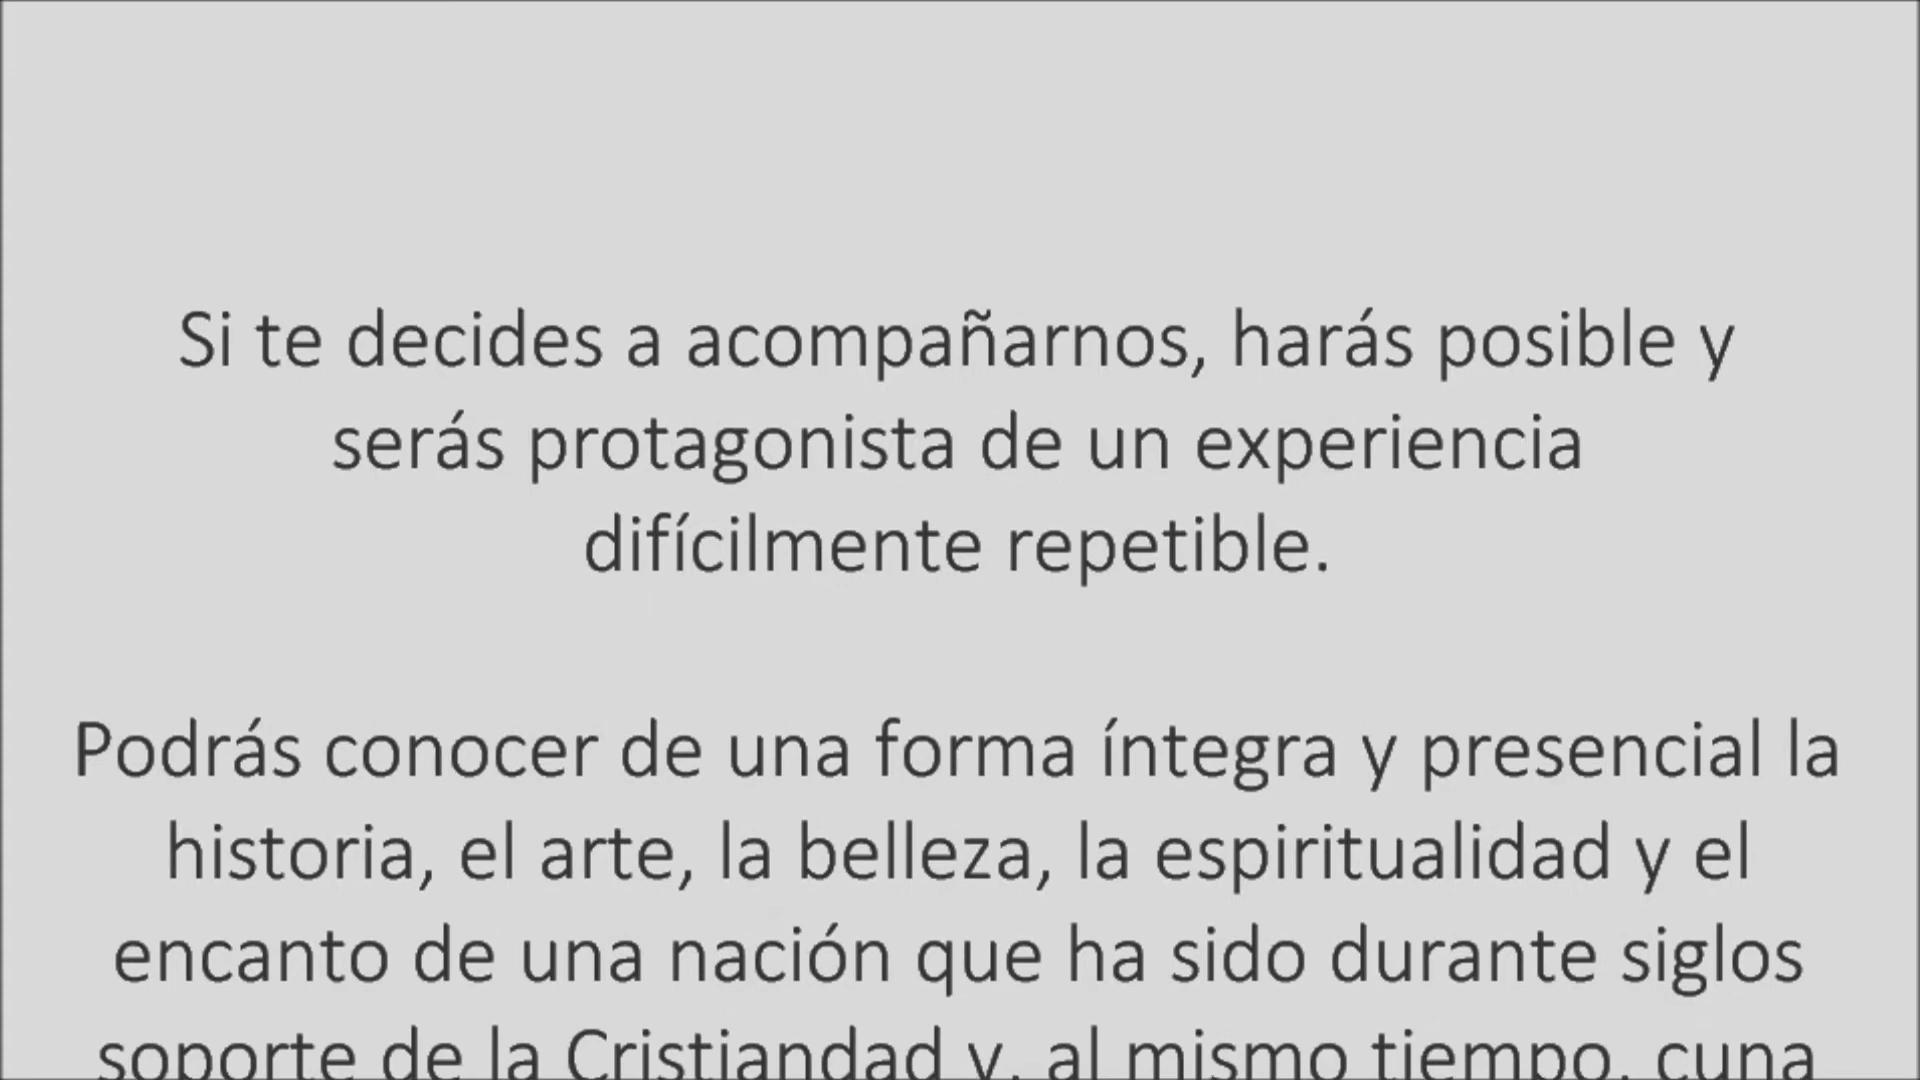 Si te decides a acompañarnos, harás posible y
serás protagonista de un experiencia
difícilmente repetible.
Podrás conocer de una forma íntegra y presencial la
historia, el arte, la belleza, la espiritualidad y el
encanto de una nación que ha sido durante siglos
soporte de la Cristiandad y, al mismo tiempo, cuna